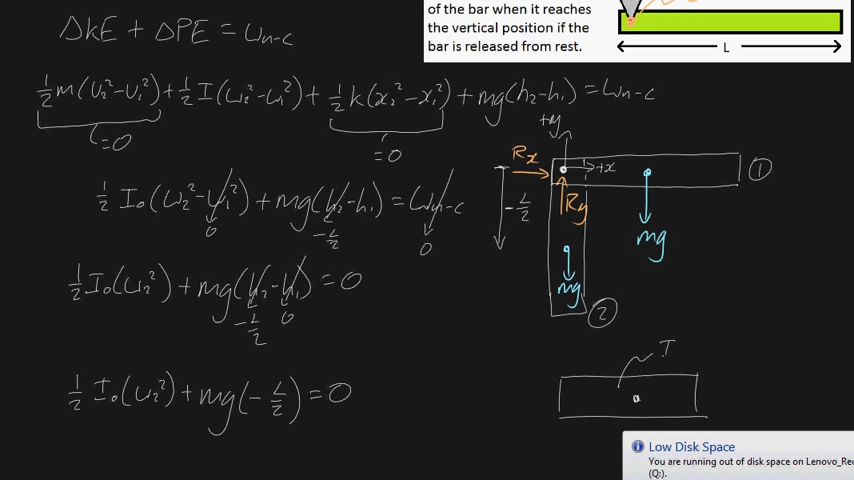 of the bar when it reaches
the vertical position if the
bar is released from rest.
L
ΔKE + ΔPE = Wn-c
½m(V₂²-V₁²) + ½I(ω₂²-ω₁²) + ½k(x₂²-x₁²) + mg(h₂-h₁) = Wn-c
=0
=0
+y
Rx
+x
1
½I₀(ω₂²-ω₁²) + mg(h₂-h₁) = Wn-c
0
-L/2
0
-L/2
Ry
mg
½I₀(ω₂²) + mg(h₂-h₁) = 0
-L/2
0
mg
2
I
½I₀(ω₂²) + mg(-L/2) = 0
Low Disk Space
You are running out of disk space on Lenovo_Rec
(Q:).